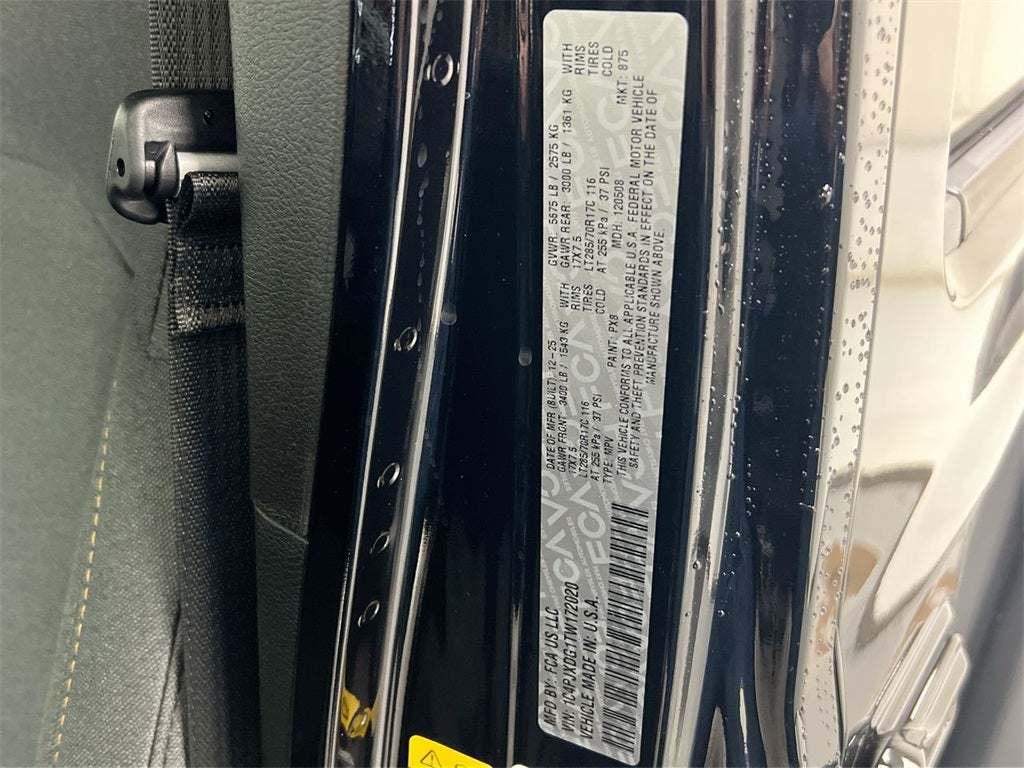 MFD BY: FCA US LLC
DATE OF MFR (BUILT): 12-25
GVWR: 5675 LB / 2575 KG
GAWR FRONT: 3400 LB / 1543 KG WITH
GAWR REAR: 3000 LB / 1361 KG WITH
17X7.5 RIMS
17X7.5 RIMS
LT285/70R17C 116 TIRES
LT285/70R17C 116 TIRES
AT 255 kPa / 37 PSI COLD
AT 255 kPa / 37 PSI COLD
VIN: 1C4PJXDG1TW172020
TYPE: MPV PAINT: PX8 MDH: 120508 MKT: 875
VEHICLE MADE IN: U.S.A.
THIS VEHICLE CONFORMS TO ALL APPLICABLE U.S.A. FEDERAL MOTOR VEHICLE
SAFETY AND THEFT PREVENTION STANDARDS IN EFFECT ON THE DATE OF
MANUFACTURE SHOWN ABOVE.